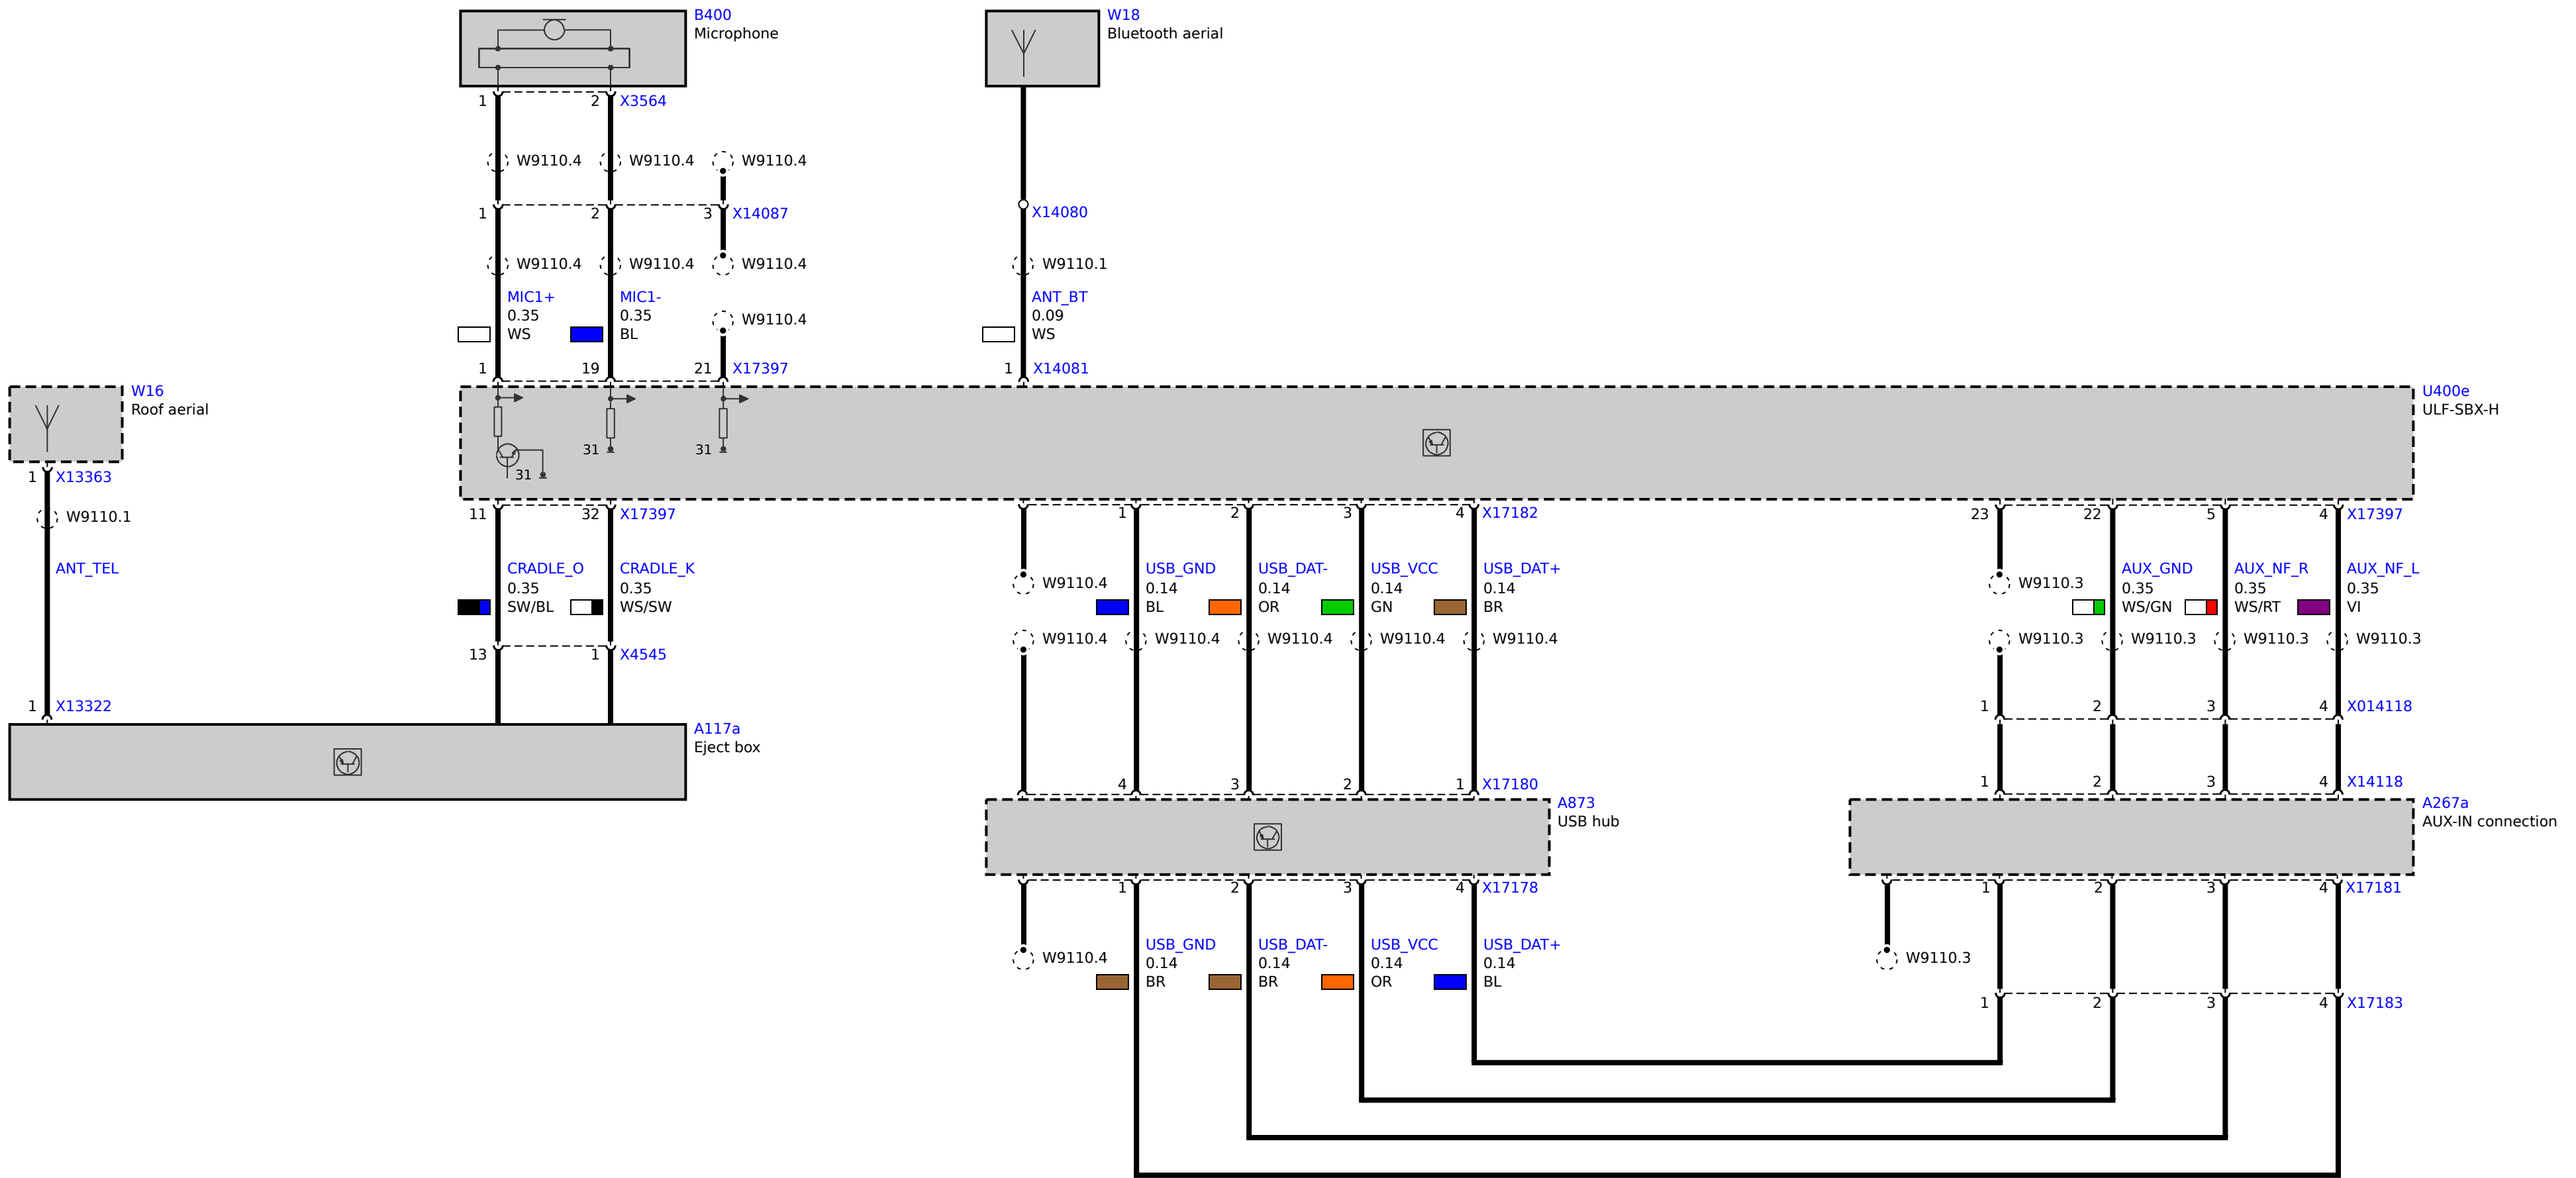 B400
Microphone
W18
Bluetooth aerial
1 2 X3564
W9110.4 W9110.4 W9110.4
1 2 3 X14087
X14080
W9110.4 W9110.4 W9110.4
W9110.1
MIC1+ MIC1- ANT_BT
0.35 0.35 0.09
W9110.4
WS BL WS
1 19 21 X17397
1 X14081
W16
Roof aerial
U400e
ULF-SBX-H
31 31
31
1 X13363
W9110.1
11 32 X17397
1 2 3 4 X17182
23 22 5 4 X17397
ANT_TEL
CRADLE_O CRADLE_K
0.35 0.35
SW/BL WS/SW
W9110.4
USB_GND USB_DAT- USB_VCC USB_DAT+
0.14 0.14 0.14 0.14
BL OR GN BR
W9110.3
AUX_GND AUX_NF_R AUX_NF_L
0.35 0.35 0.35
WS/GN WS/RT VI
W9110.4 W9110.4 W9110.4 W9110.4 W9110.4
W9110.3 W9110.3 W9110.3 W9110.3
13 1 X4545
1 X13322
1 2 3 4 X014118
A117a
Eject box
4 3 2 1 X17180
1 2 3 4 X14118
A873
USB hub
A267a
AUX-IN connection
1 2 3 4 X17178
1 2 3 4 X17181
USB_GND USB_DAT- USB_VCC USB_DAT+
0.14 0.14 0.14 0.14
BR BR OR BL
W9110.4
W9110.3
1 2 3 4 X17183